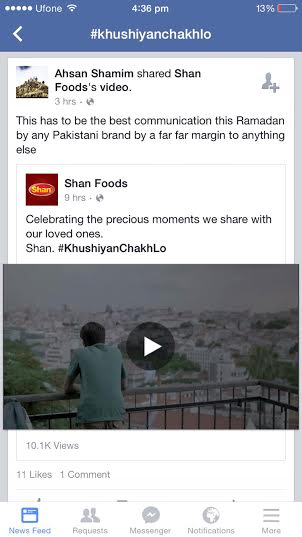 Ufone 4:36 pm 13%
#khushiyanchakhlo
Ahsan Shamim shared Shan
Foods's video.
3 hrs ·
This has to be the best communication this Ramadan
by any Pakistani brand by a far far margin to anything
else
Shan
Shan Foods
9 hrs ·
Celebrating the precious moments we share with
our loved ones.
Shan. #KhushiyanChakhLo
10.1K Views
11 Likes 1 Comment
News Feed Requests Messenger Notifications More